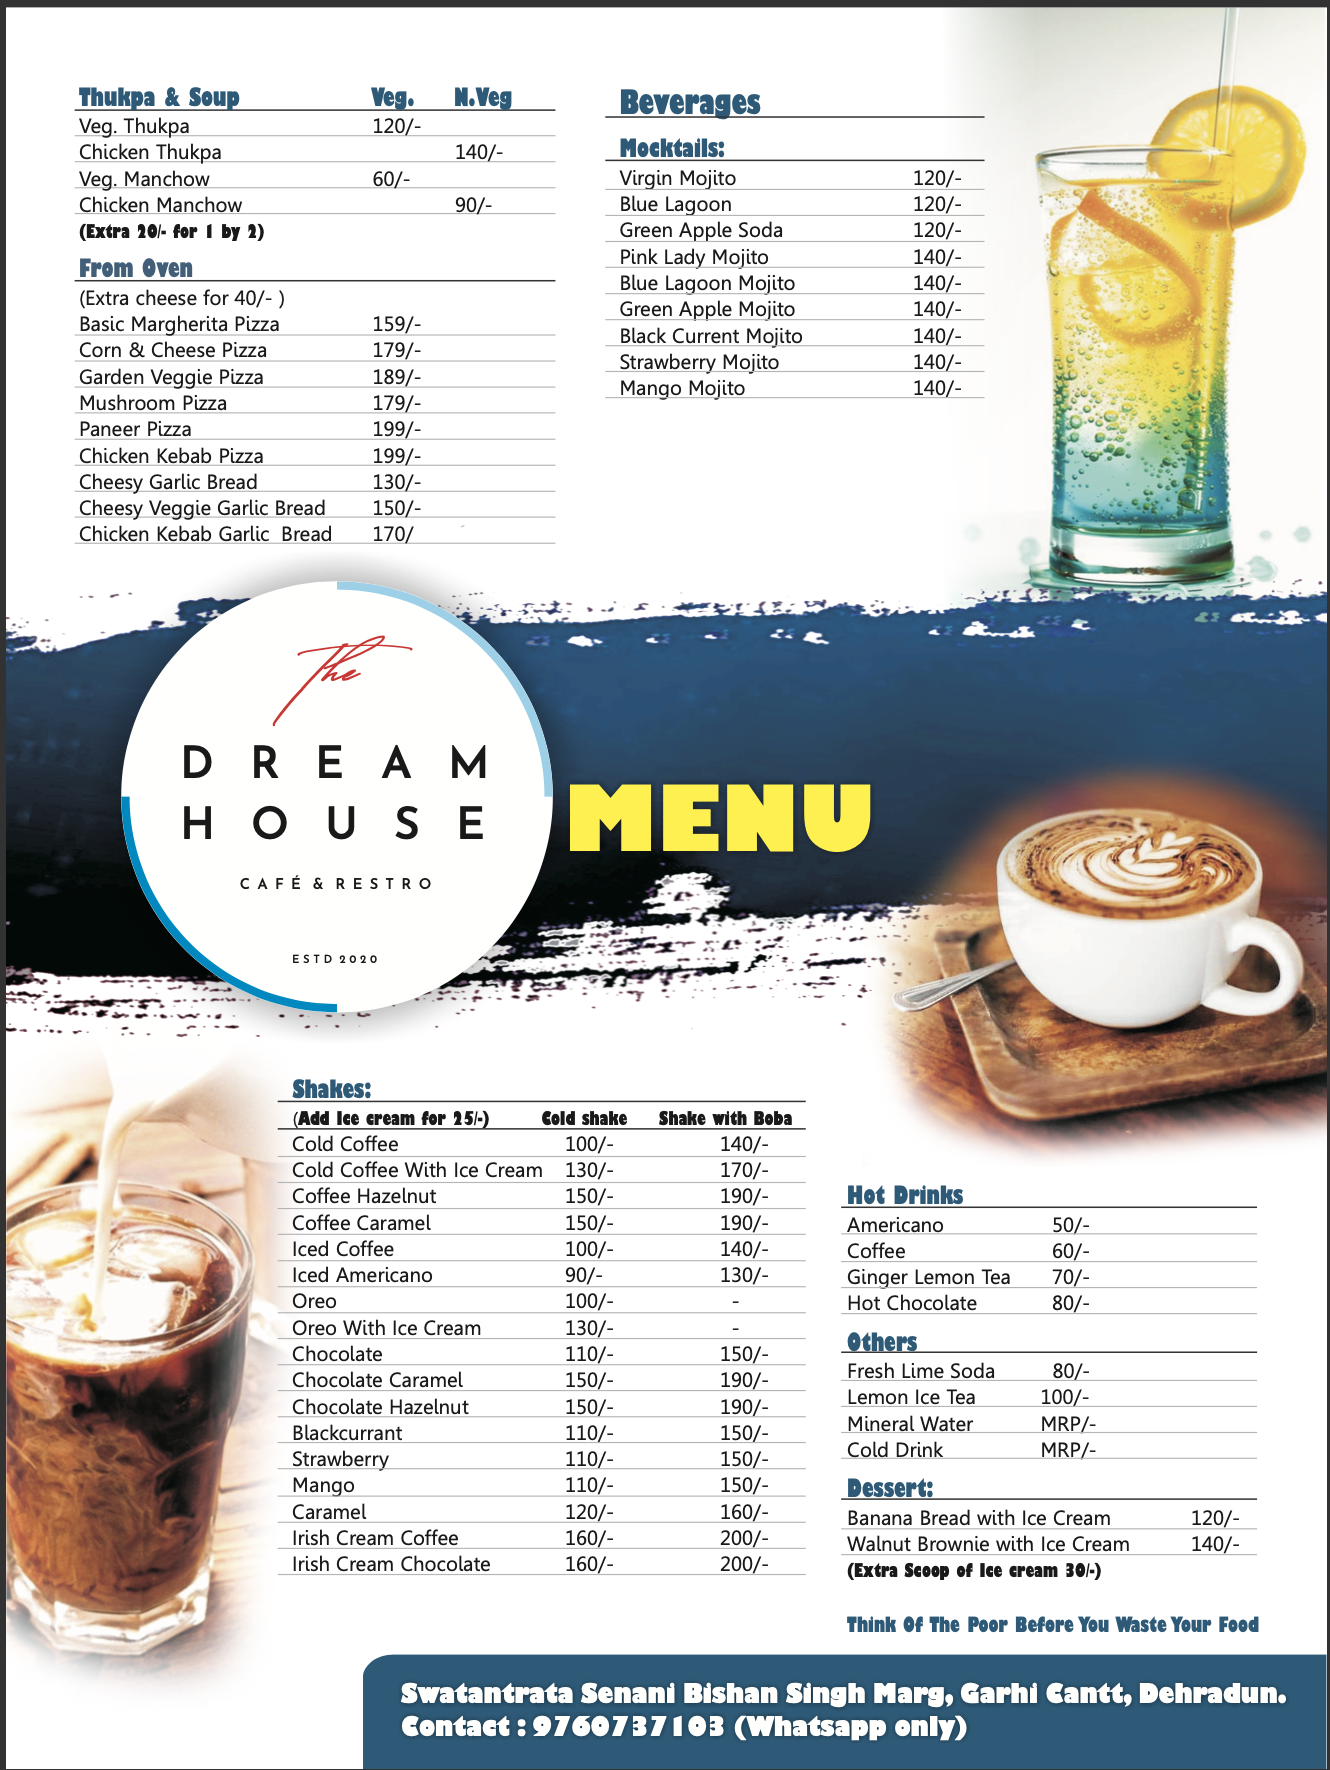 Thukpa & Soup Veg. N.Veg
Veg. Thukpa 120/-
Chicken Thukpa 140/-
Veg. Manchow 60/-
Chicken Manchow 90/-
(Extra 20/- for 1 by 2)
From Oven
(Extra cheese for 40/- )
Basic Margherita Pizza 159/-
Corn & Cheese Pizza 179/-
Garden Veggie Pizza 189/-
Mushroom Pizza 179/-
Paneer Pizza 199/-
Chicken Kebab Pizza 199/-
Cheesy Garlic Bread 130/-
Cheesy Veggie Garlic Bread 150/-
Chicken Kebab Garlic Bread 170/
Beverages
Mocktails:
Virgin Mojito 120/-
Blue Lagoon 120/-
Green Apple Soda 120/-
Pink Lady Mojito 140/-
Blue Lagoon Mojito 140/-
Green Apple Mojito 140/-
Black Current Mojito 140/-
Strawberry Mojito 140/-
Mango Mojito 140/-
The
DREAM
HOUSE
CAFÉ & RESTRO
ESTD 2020
MENU
Shakes:
(Add Ice cream for 25/-) Cold shake Shake with Boba
Cold Coffee 100/- 140/-
Cold Coffee With Ice Cream 130/- 170/-
Coffee Hazelnut 150/- 190/-
Coffee Caramel 150/- 190/-
Iced Coffee 100/- 140/-
Iced Americano 90/- 130/-
Oreo 100/- -
Oreo With Ice Cream 130/- -
Chocolate 110/- 150/-
Chocolate Caramel 150/- 190/-
Chocolate Hazelnut 150/- 190/-
Blackcurrant 110/- 150/-
Strawberry 110/- 150/-
Mango 110/- 150/-
Caramel 120/- 160/-
Irish Cream Coffee 160/- 200/-
Irish Cream Chocolate 160/- 200/-
Hot Drinks
Americano 50/-
Coffee 60/-
Ginger Lemon Tea 70/-
Hot Chocolate 80/-
Others
Fresh Lime Soda 80/-
Lemon Ice Tea 100/-
Mineral Water MRP/-
Cold Drink MRP/-
Dessert:
Banana Bread with Ice Cream 120/-
Walnut Brownie with Ice Cream 140/-
(Extra Scoop of Ice cream 30/-)
Think Of The Poor Before You Waste Your Food
Swatantrata Senani Bishan Singh Marg, Garhi Cantt, Dehradun.
Contact : 9760737103 (Whatsapp only)